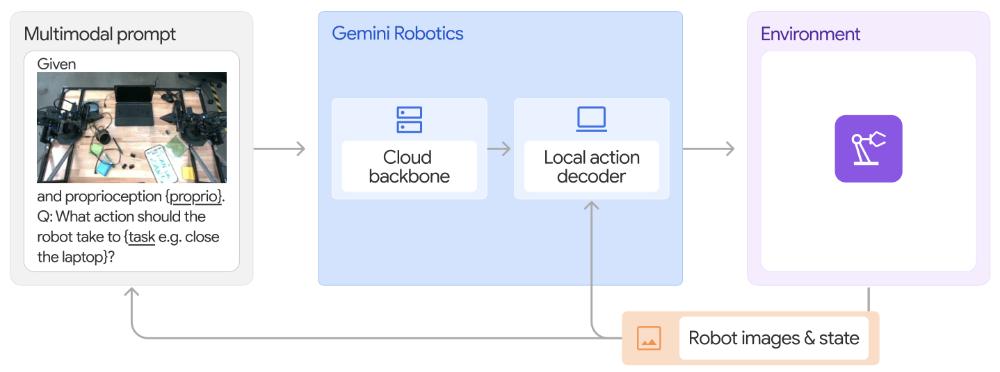 Multimodal prompt
Given
and proprioception {proprio}.
Q: What action should the
robot take to {task e.g. close
the laptop}?
Gemini Robotics
Cloud
backbone
Local action
decoder
Environment
Robot images & state